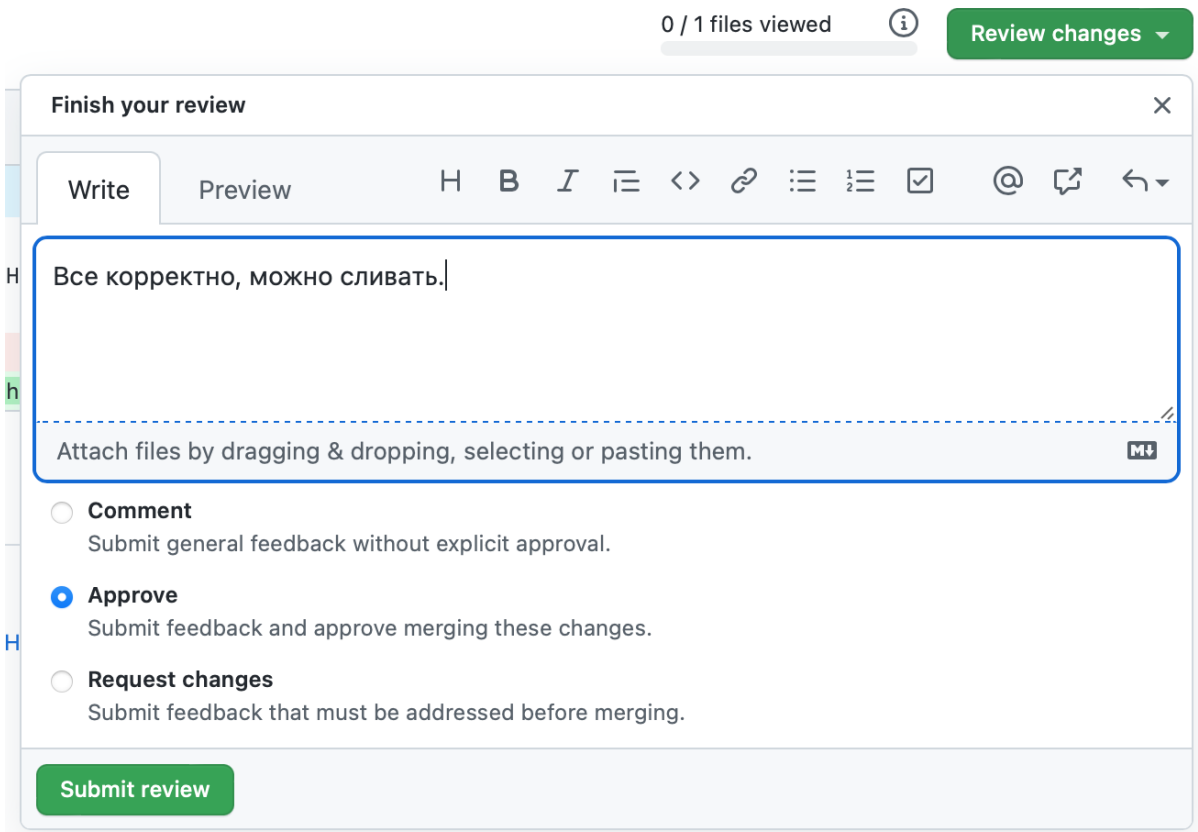 0 / 1 files viewed
Review changes
Finish your review
Write
Preview
Все корректно, можно сливать.
Attach files by dragging & dropping, selecting or pasting them.
Comment
Submit general feedback without explicit approval.
Approve
Submit feedback and approve merging these changes.
Request changes
Submit feedback that must be addressed before merging.
Submit review